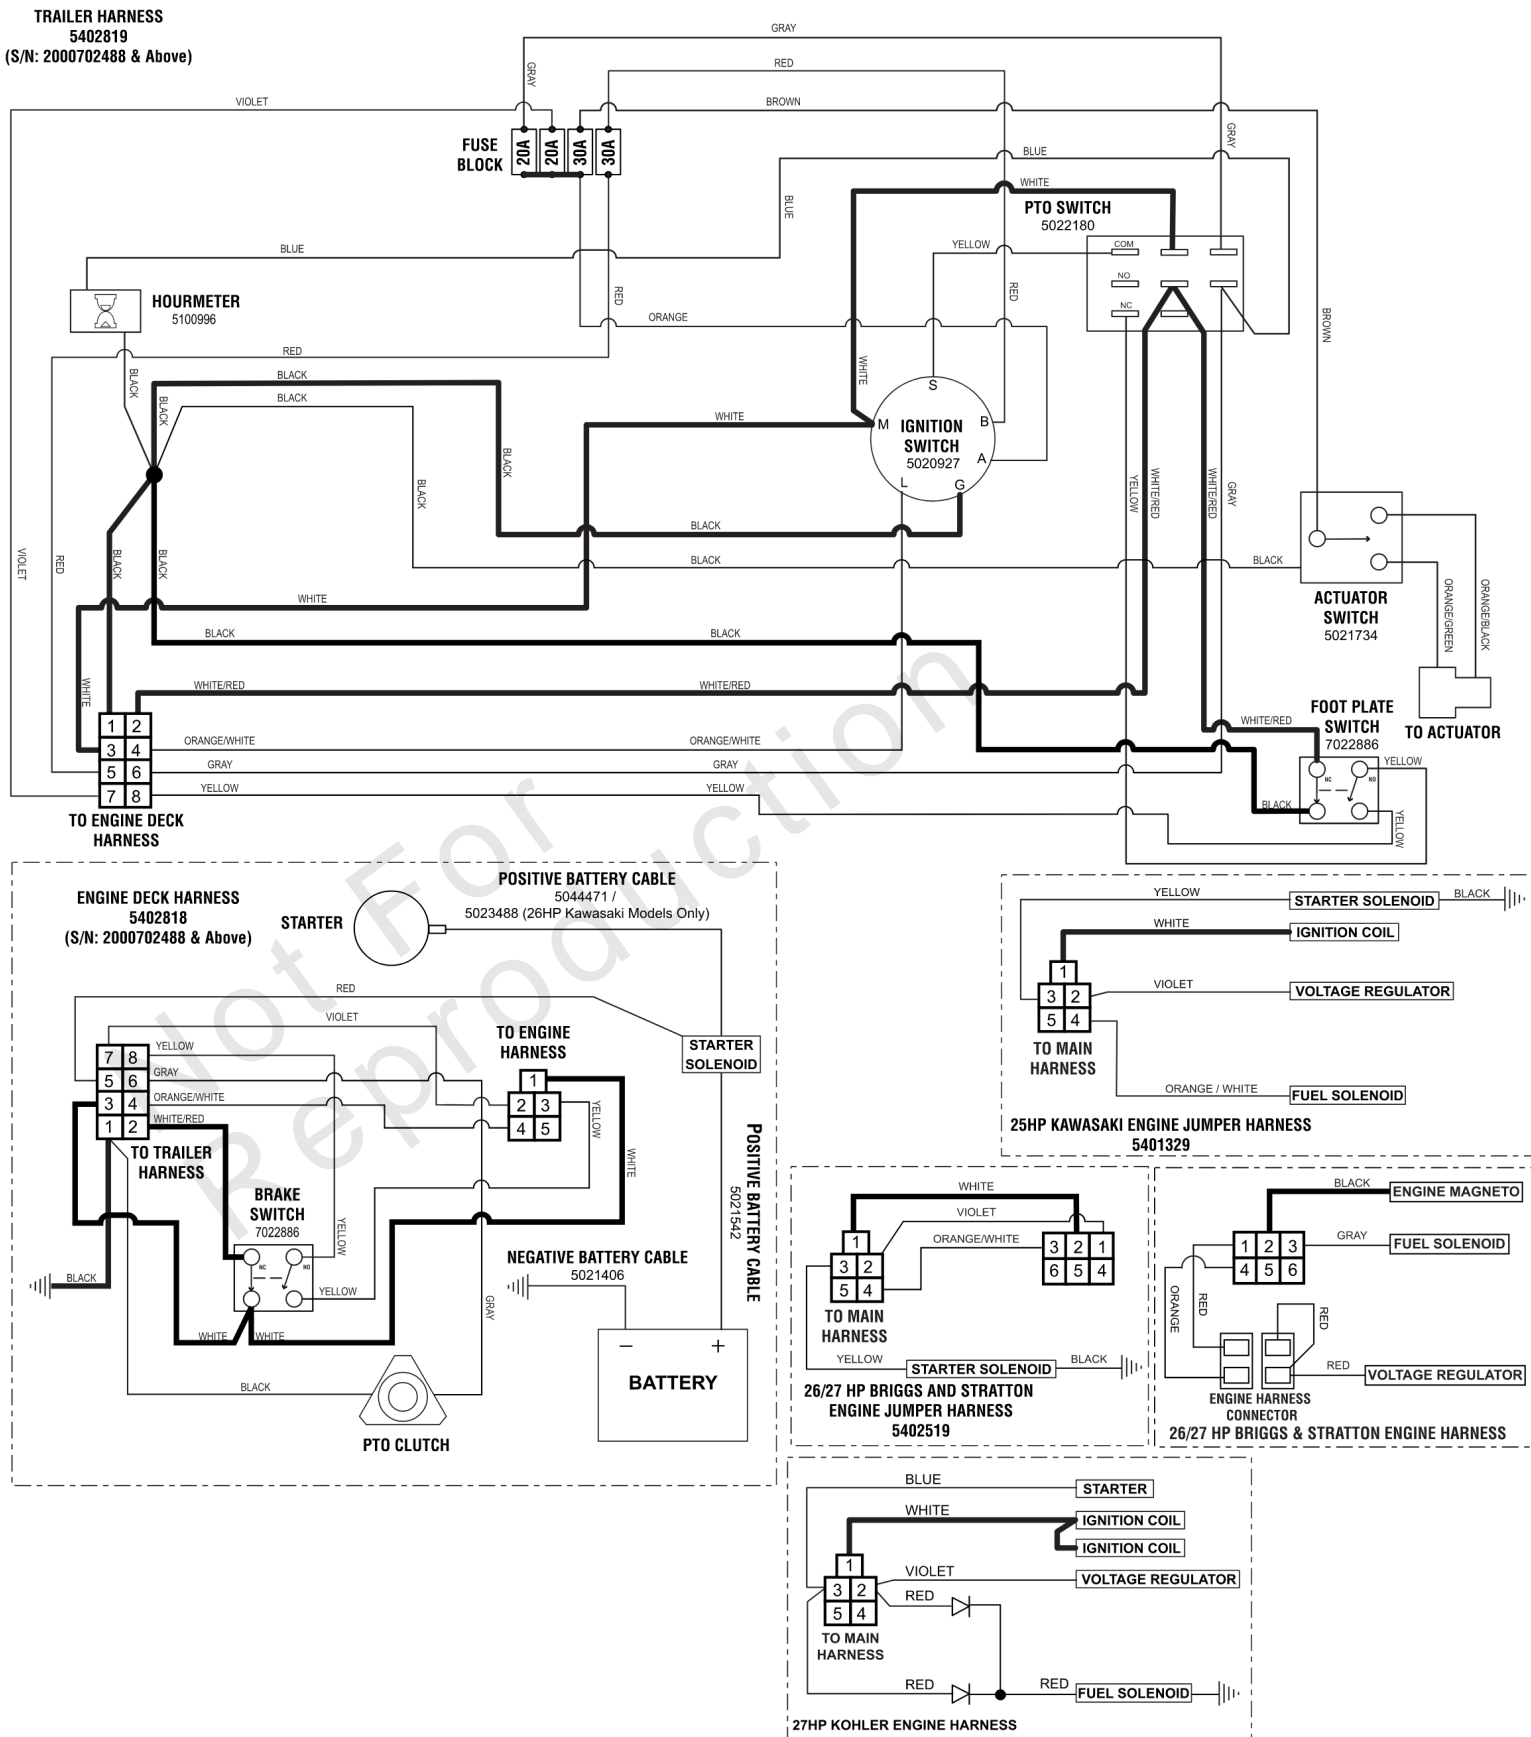 TRAILER HARNESS
5402819
(S/N: 2000702488 & Above)
GRAY
GRAY
RED
VIOLET
BROWN
FUSE
BLOCK
20A
20A
30A
30A
GRAY
BLUE
WHITE
PTO SWITCH
5022180
BLUE
BLUE
YELLOW
COM
NO
NC
HOURMETER
5100996
RED
ORANGE
RED
BROWN
RED
BLACK
BLACK
BLACK
BLACK
WHITE
WHITE
S
M
B
A
L
G
IGNITION
SWITCH
5020927
BLACK
BLACK
YELLOW
WHITE/RED
WHITE/RED
GRAY
BLACK
BLACK
BLACK
VIOLET
RED
BLACK
BLACK
WHITE
ACTUATOR
SWITCH
5021734
ORANGE/GREEN
ORANGE/BLACK
BLACK
BLACK
WHITE
WHITE/RED
WHITE/RED
FOOT PLATE
SWITCH
7022886
TO ACTUATOR
WHITE/RED
1 2
3 4
5 6
7 8
ORANGE/WHITE
ORANGE/WHITE
GRAY
GRAY
YELLOW
YELLOW
YELLOW
NC
NO
BLACK
YELLOW
TO ENGINE DECK
HARNESS
Not For
Reproduction
ENGINE DECK HARNESS
5402818
(S/N: 2000702488 & Above)
STARTER
POSITIVE BATTERY CABLE
5044471 /
5023488 (26HP Kawasaki Models Only)
RED
VIOLET
TO ENGINE
HARNESS
STARTER
SOLENOID
7 8
5 6
3 4
1 2
YELLOW
GRAY
ORANGE/WHITE
WHITE/RED
1
2 3
4 5
YELLOW
WHITE
TO TRAILER
HARNESS
BRAKE
SWITCH
7022886
NC
NO
YELLOW
YELLOW
BLACK
WHITE
WHITE
GRAY
BLACK
PTO CLUTCH
NEGATIVE BATTERY CABLE
5021406
POSITIVE BATTERY CABLE
5021542
− +
BATTERY
YELLOW
STARTER SOLENOID
BLACK
WHITE
IGNITION COIL
1
3 2
5 4
VIOLET
VOLTAGE REGULATOR
TO MAIN
HARNESS
ORANGE / WHITE
FUEL SOLENOID
25HP KAWASAKI ENGINE JUMPER HARNESS
5401329
WHITE
VIOLET
ORANGE/WHITE
1
3 2
5 4
3 2 1
6 5 4
TO MAIN
HARNESS
YELLOW
STARTER SOLENOID
BLACK
26/27 HP BRIGGS AND STRATTON
ENGINE JUMPER HARNESS
5402519
BLACK
ENGINE MAGNETO
1 2 3
4 5 6
GRAY
FUEL SOLENOID
ORANGE
RED
RED
RED
VOLTAGE REGULATOR
ENGINE HARNESS
CONNECTOR
26/27 HP BRIGGS & STRATTON ENGINE HARNESS
BLUE
STARTER
WHITE
IGNITION COIL
IGNITION COIL
1
3 2
5 4
VIOLET
VOLTAGE REGULATOR
RED
TO MAIN
HARNESS
RED
RED
FUEL SOLENOID
27HP KOHLER ENGINE HARNESS